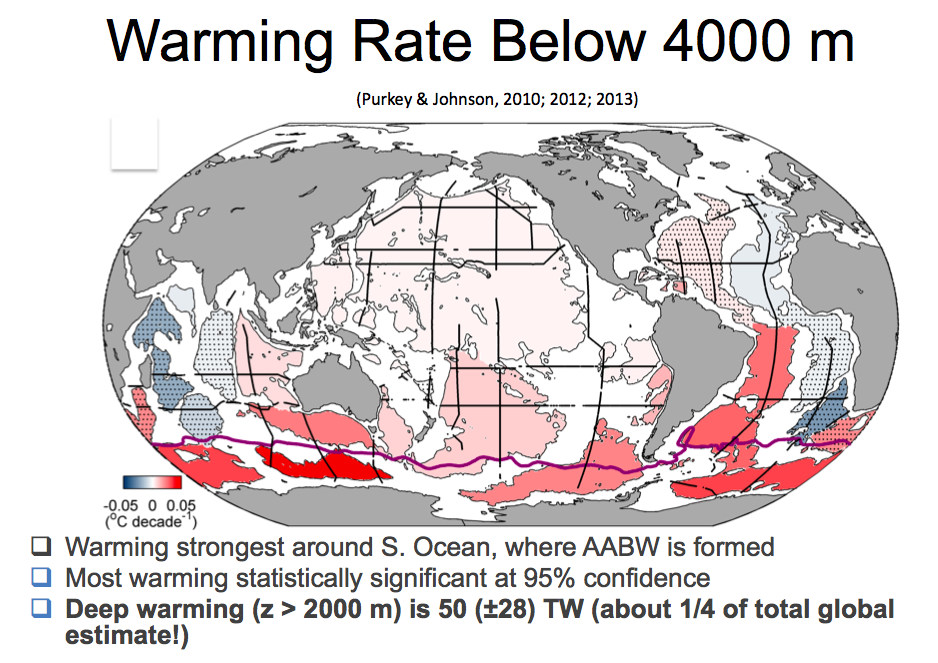 Warming Rate Below 4000 m
(Purkey & Johnson, 2010; 2012; 2013)
-0.05 0 0.05
(°C decade⁻¹)
Warming strongest around S. Ocean, where AABW is formed
Most warming statistically significant at 95% confidence
Deep warming (z > 2000 m) is 50 (±28) TW (about 1/4 of total global
estimate!)